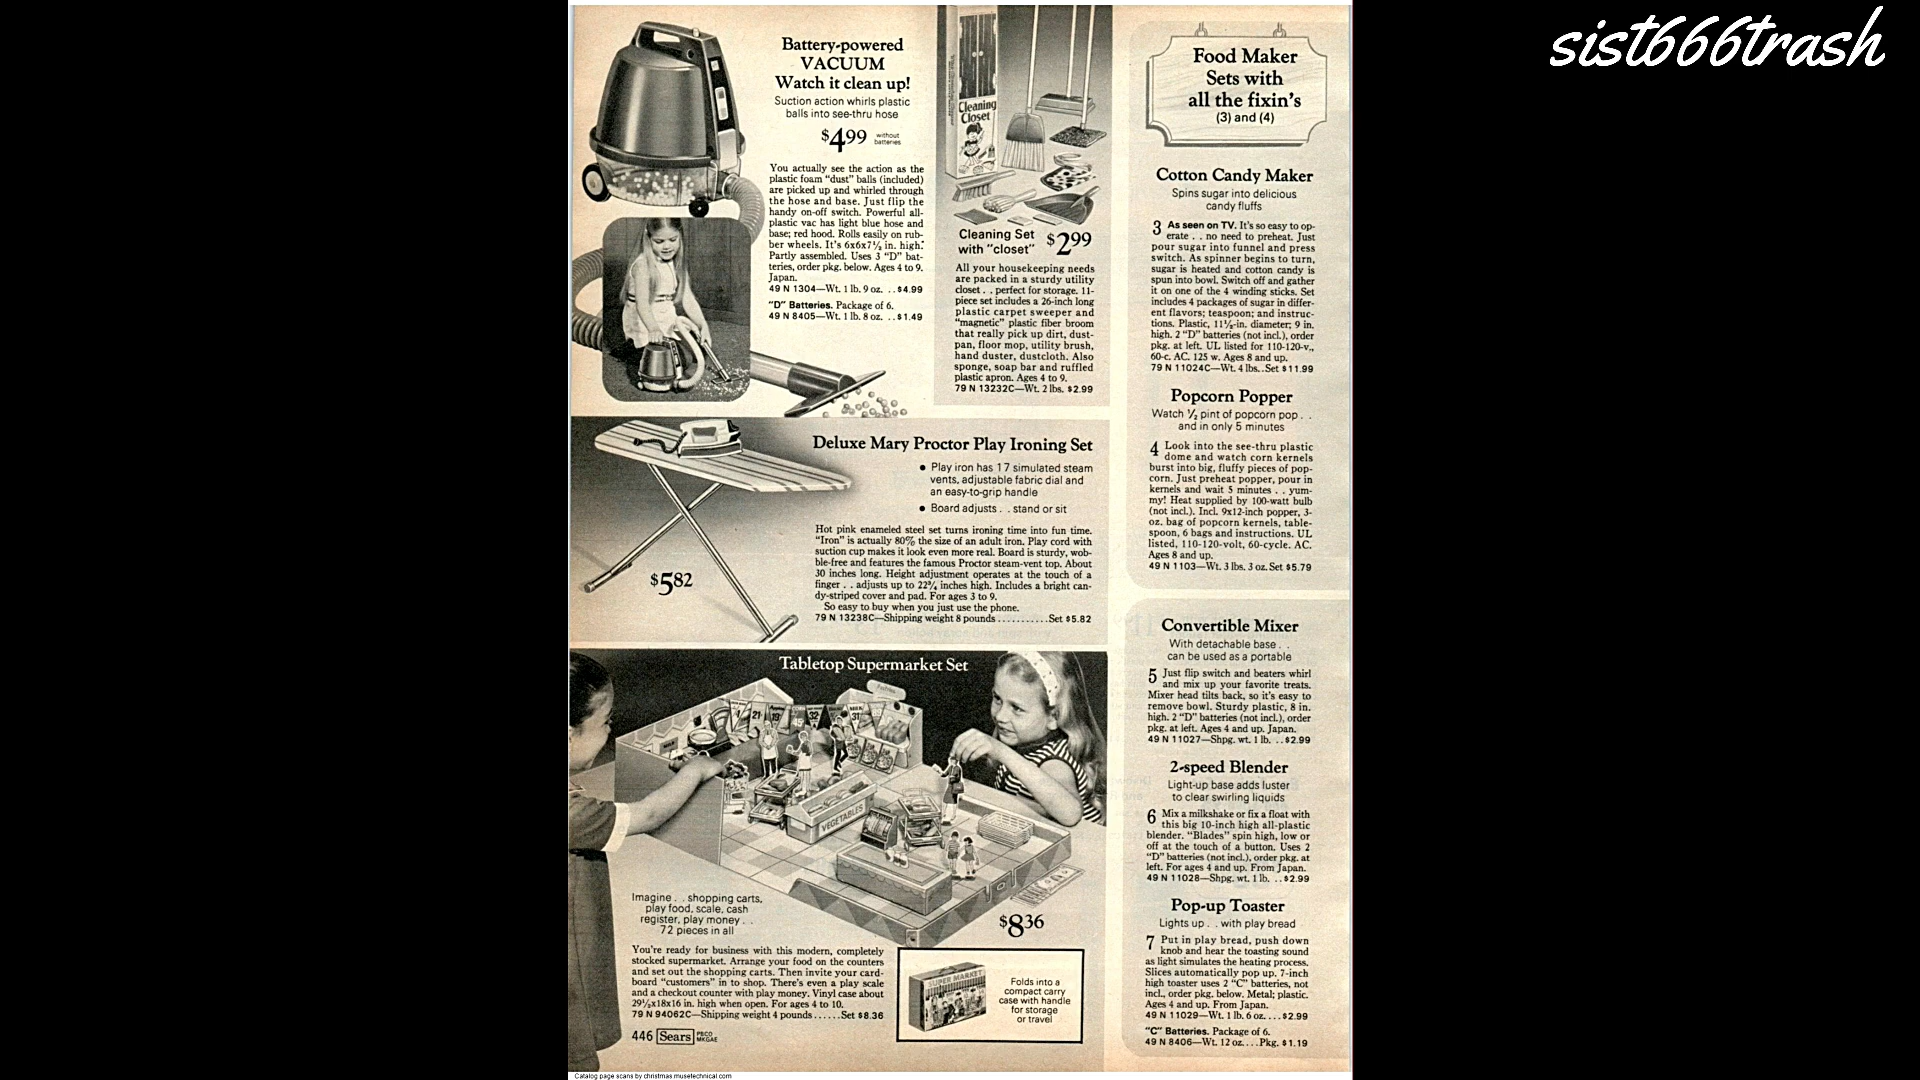 sist666trash
Battery-powered
VACUUM
Watch it clean up!
Suction action whirls plastic
balls into see-thru hose
$4.99 without
batteries
You actually see the action as the
plastic foam "dust" balls (included)
are picked up and whirled through
the hose and base. Just flip the
handy on-off switch. Powerful all-
plastic vac has light blue hose and
base; red hood. Rolls easily on rub-
ber wheels. It's 6x6x7½ in. high.
Partly assembled. Uses 3 "D" bat-
teries, order pkg. below. Ages 4 to 9.
Japan.
49 N 1304—Wt. 1 lb. 9 oz. . .$4.99
"D" Batteries. Package of 6.
49 N 8405—Wt. 1 lb. 8 oz. . .$1.49
Cleaning
Closet
Cleaning Set
with "closet" $2.99
All your housekeeping needs
are packed in a sturdy utility
closet . . perfect for storage. 11-
piece set includes a 26-inch long
plastic carpet sweeper and
"magnetic" plastic fiber broom
that really pick up dirt, dust-
pan, floor mop, utility brush,
hand duster, dustcloth. Also
sponge, soap bar and ruffled
plastic apron. Ages 4 to 9.
79 N 13232C—Wt. 2 lbs. $2.99
Deluxe Mary Proctor Play Ironing Set
• Play iron has 17 simulated steam
vents, adjustable fabric dial and
an easy-to-grip handle
• Board adjusts . . stand or sit
Hot pink enameled steel set turns ironing time into fun time.
"Iron" is actually 80% the size of an adult iron. Play cord with
suction cup makes it look even more real. Board is sturdy, wob-
ble-free and features the famous Proctor steam-vent top. About
30 inches long. Height adjustment operates at the touch of a
finger . . adjusts up to 22¾ inches high. Includes a bright can-
dy-striped cover and pad. For ages 3 to 9.
So easy to buy when you just use the phone.
79 N 13238C—Shipping weight 8 pounds . . . . . . . . . . .Set $5.82
$5.82
Tabletop Supermarket Set
VEGETABLES
Imagine . . shopping carts,
play food, scale, cash
register, play money . .
72 pieces in all
$8.36
You're ready for business with this modern, completely
stocked supermarket. Arrange your food on the counters
and set out the shopping carts. Then invite your card-
board "customers" in to shop. There's even a play scale
and a checkout counter with play money. Vinyl case about
29½x18x16 in. high when open. For ages 4 to 10.
79 N 94062C—Shipping weight 4 pounds . . . . . .Set $8.36
SUPER MARKET
Folds into a
compact carry
case with handle
for storage
or travel
446 Sears PBCO
MKGAE
Food Maker
Sets with
all the fixin's
(3) and (4)
Cotton Candy Maker
Spins sugar into delicious
candy fluffs
3 As seen on TV. It's so easy to op-
erate . . no need to preheat. Just
pour sugar into funnel and press
switch. As spinner begins to turn,
sugar is heated and cotton candy is
spun into bowl. Switch off and gather
it on one of the 4 winding sticks. Set
includes 4 packages of sugar in differ-
ent flavors; teaspoon; and instruc-
tions. Plastic, 11½-in. diameter; 9 in.
high. 2 "D" batteries (not incl.), order
pkg. at left. UL listed for 110-120-v.,
60-c. AC. 125 w. Ages 8 and up.
79 N 11024C—Wt. 4 lbs. .Set $11.99
Popcorn Popper
Watch ½ pint of popcorn pop . .
and in only 5 minutes
4 Look into the see-thru plastic
dome and watch corn kernels
burst into big, fluffy pieces of pop-
corn. Just preheat popper, pour in
kernels and wait 5 minutes . . yum-
my! Heat supplied by 100-watt bulb
(not incl.). Incl. 9x12-inch popper, 3-
oz. bag of popcorn kernels, table-
spoon, 6 bags and instructions. UL
listed, 110-120-volt, 60-cycle. AC.
Ages 8 and up.
49 N 1103—Wt. 3 lbs. 3 oz. Set $5.79
Convertible Mixer
With detachable base . .
can be used as a portable
5 Just flip switch and beaters whirl
and mix up your favorite treats.
Mixer head tilts back, so it's easy to
remove bowl. Sturdy plastic, 8 in.
high. 2 "D" batteries (not incl.), order
pkg. at left. Ages 4 and up. Japan.
49 N 11027—Shpg. wt. 1 lb. . .$2.99
2-speed Blender
Light-up base adds luster
to clear swirling liquids
6 Mix a milkshake or fix a float with
this big 10-inch high all-plastic
blender. "Blades" spin high, low or
off at the touch of a button. Uses 2
"D" batteries (not incl.), order pkg. at
left. For ages 4 and up. From Japan.
49 N 11028—Shpg. wt. 1 lb. . .$2.99
Pop-up Toaster
Lights up . . with play bread
7 Put in play bread, push down
knob and hear the toasting sound
as light simulates the heating process.
Slices automatically pop up. 7-inch
high toaster uses 2 "C" batteries, not
incl., order pkg. below. Metal; plastic.
Ages 4 and up. From Japan.
49 N 11029—Wt. 1 lb. 6 oz. . . .$2.99
"C" Batteries. Package of 6.
49 N 8406—Wt. 12 oz. . . .Pkg. $1.19
Catalog page scans by christmas.musetechnical.com